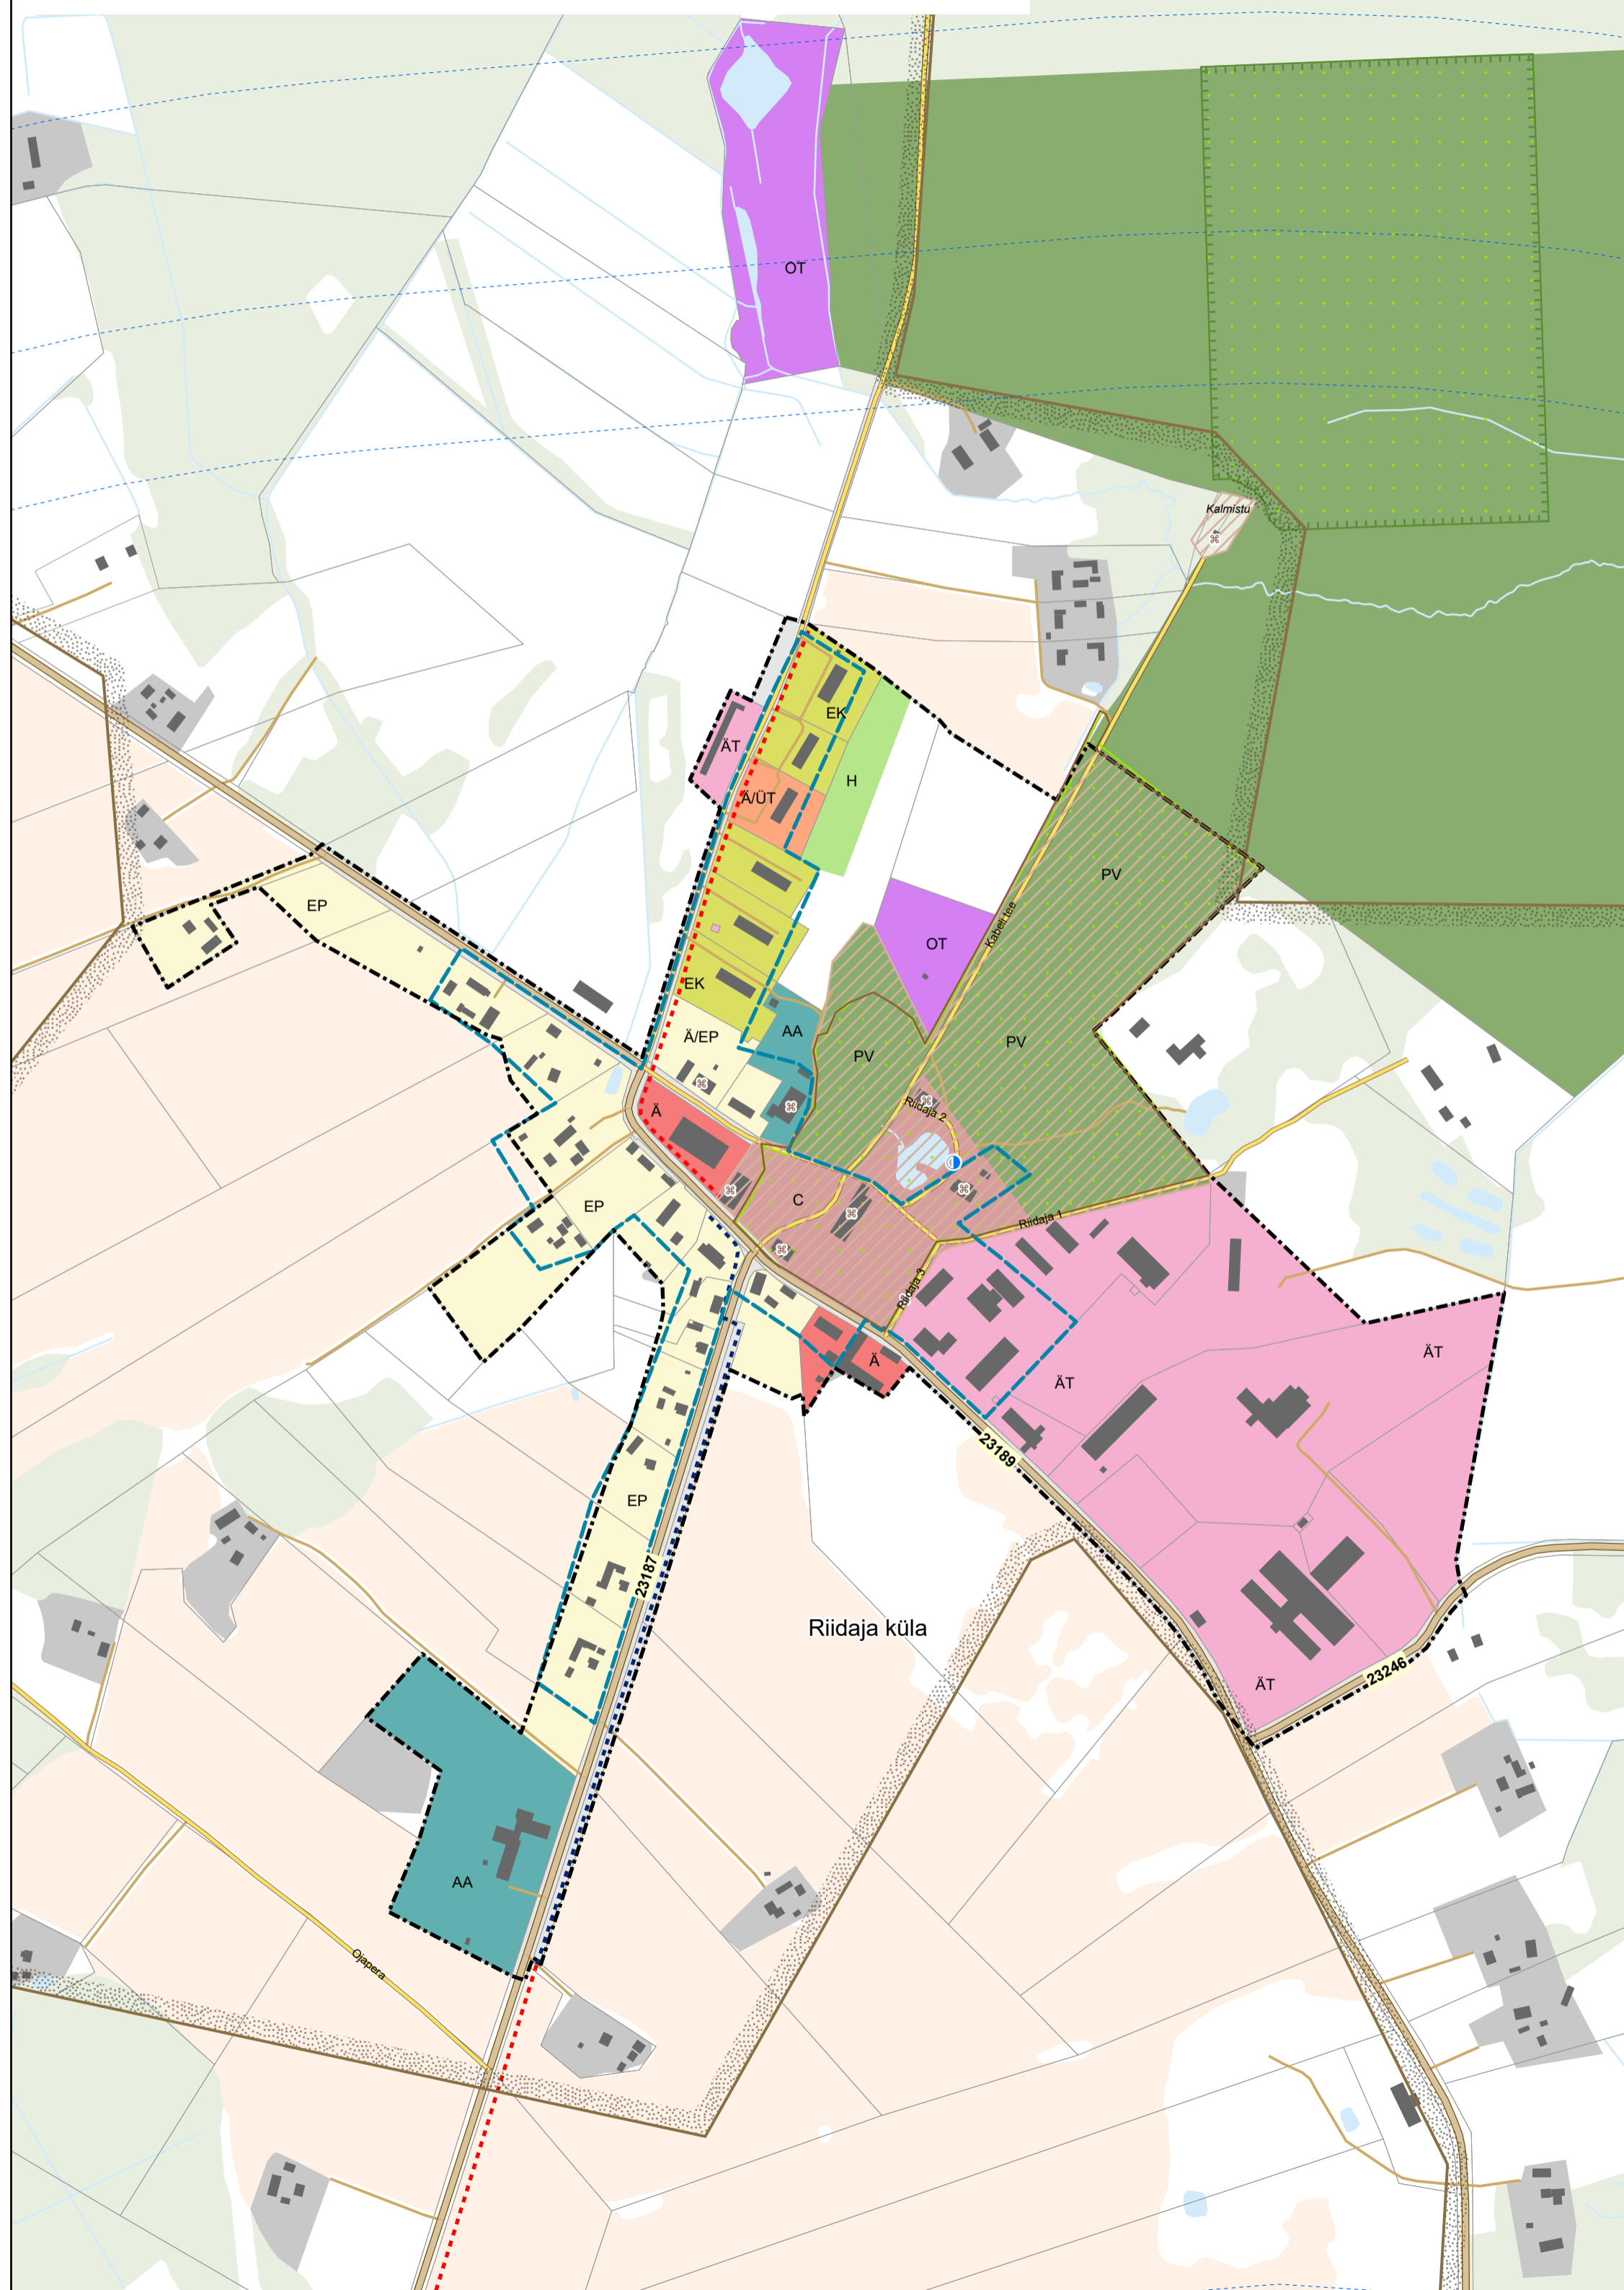 OT
Kalmistu
EK
ÄT
H
Ä/ÜT
PV
EP
Kabeli tee
OT
EK
AA
Ä/EP
PV
PV
Riidaja 2
Ä
C
EP
Riidaja 1
Riidaja 3
ÄT
Ä
ÄT
23189
EP
23187
Riidaja küla
23246
ÄT
AA
Ojapera